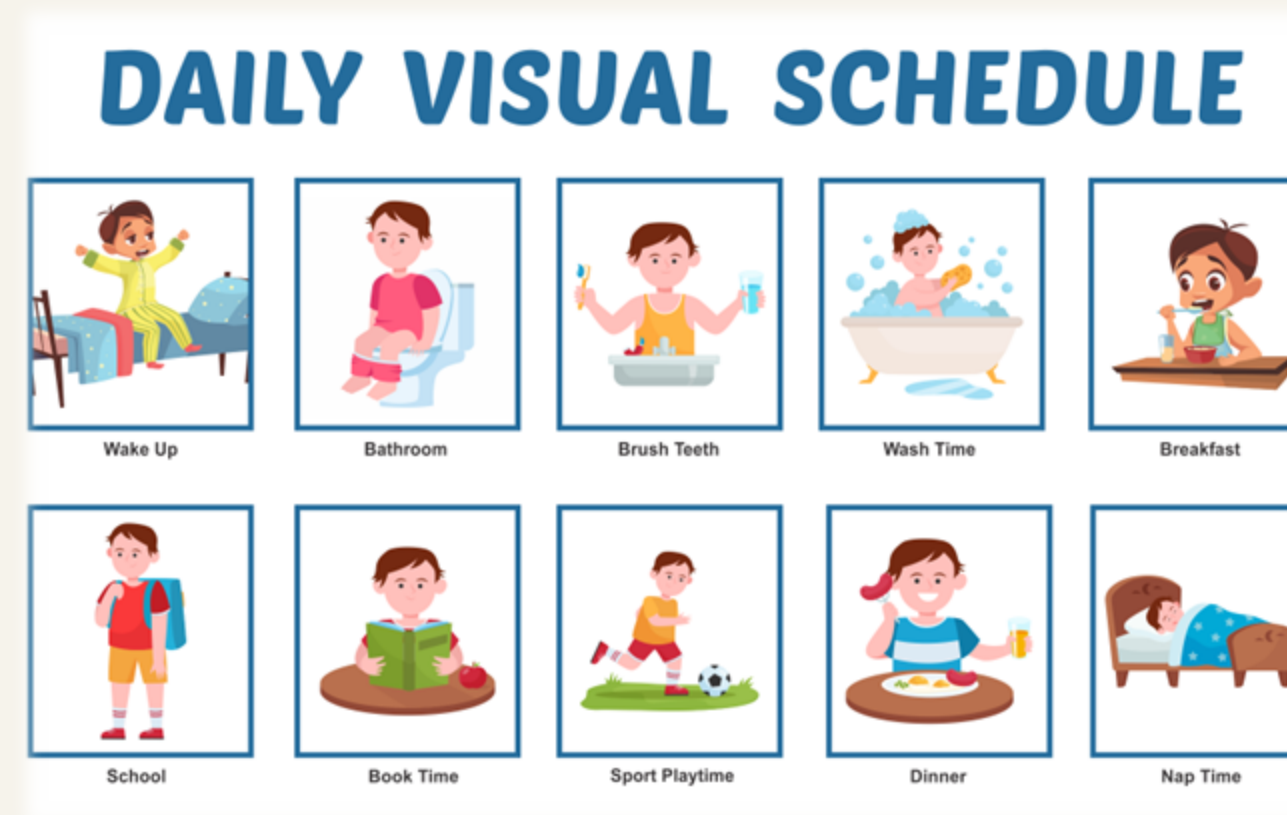 DAILY VISUAL SCHEDULE
Wake Up
Bathroom
Brush Teeth
Wash Time
Breakfast
School
Book Time
Sport Playtime
Dinner
Nap Time